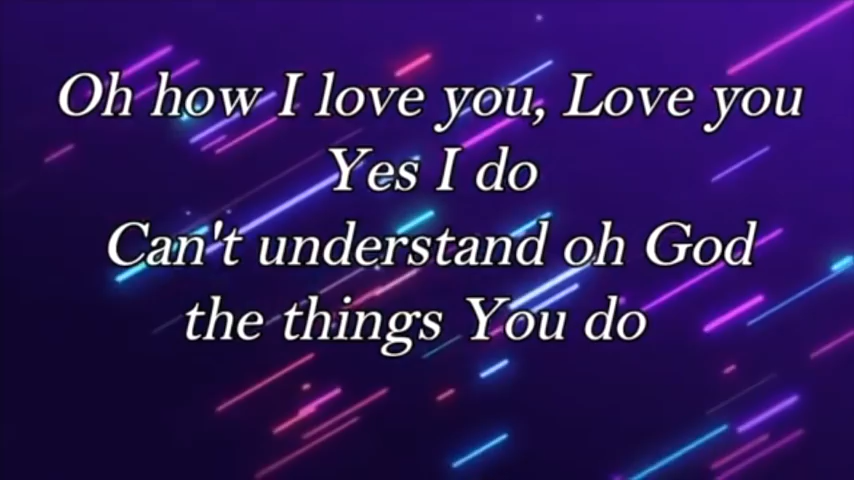 Oh how I love you, Love you
Yes I do
Can't understand oh God
the things You do